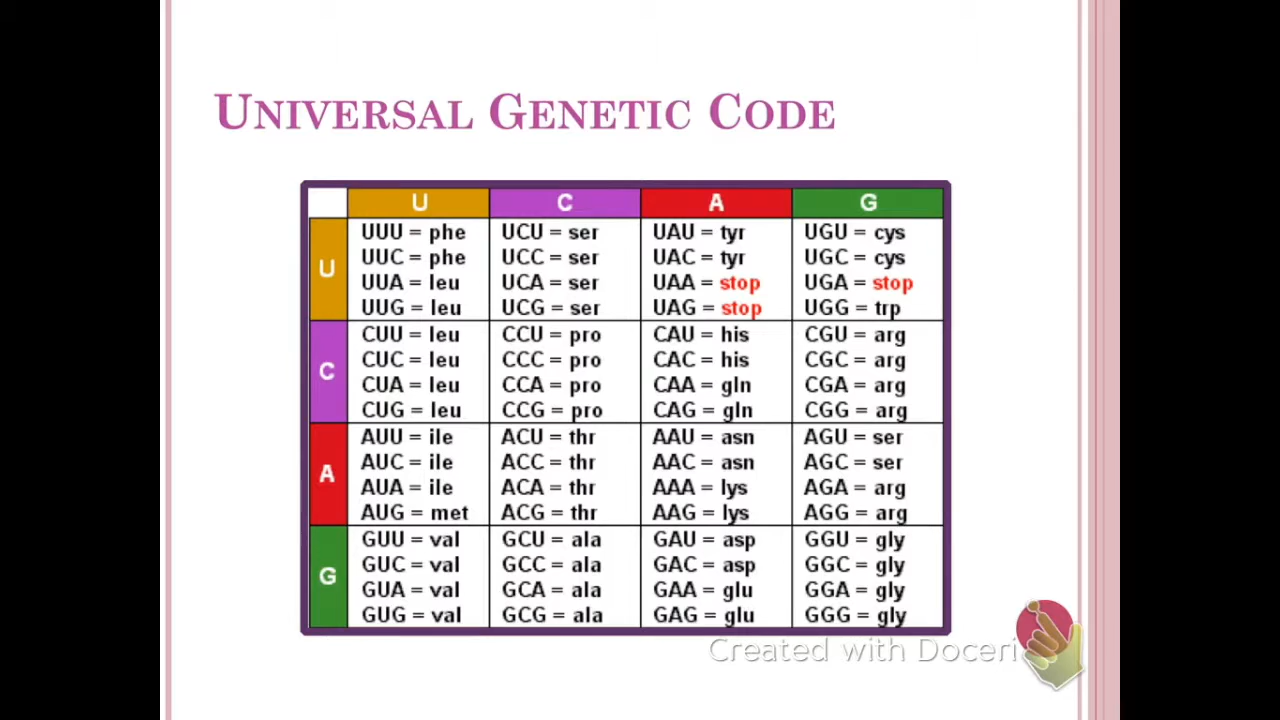 UNIVERSAL GENETIC CODE
U C A G
U
UUU = phe UCU = ser UAU = tyr UGU = cys
UUC = phe UCC = ser UAC = tyr UGC = cys
UUA = leu UCA = ser UAA = stop UGA = stop
UUG = leu UCG = ser UAG = stop UGG = trp
C
CUU = leu CCU = pro CAU = his CGU = arg
CUC = leu CCC = pro CAC = his CGC = arg
CUA = leu CCA = pro CAA = gln CGA = arg
CUG = leu CCG = pro CAG = gln CGG = arg
A
AUU = ile ACU = thr AAU = asn AGU = ser
AUC = ile ACC = thr AAC = asn AGC = ser
AUA = ile ACA = thr AAA = lys AGA = arg
AUG = met ACG = thr AAG = lys AGG = arg
G
GUU = val GCU = ala GAU = asp GGU = gly
GUC = val GCC = ala GAC = asp GGC = gly
GUA = val GCA = ala GAA = glu GGA = gly
GUG = val GCG = ala GAG = glu GGG = gly
Created with Doceri